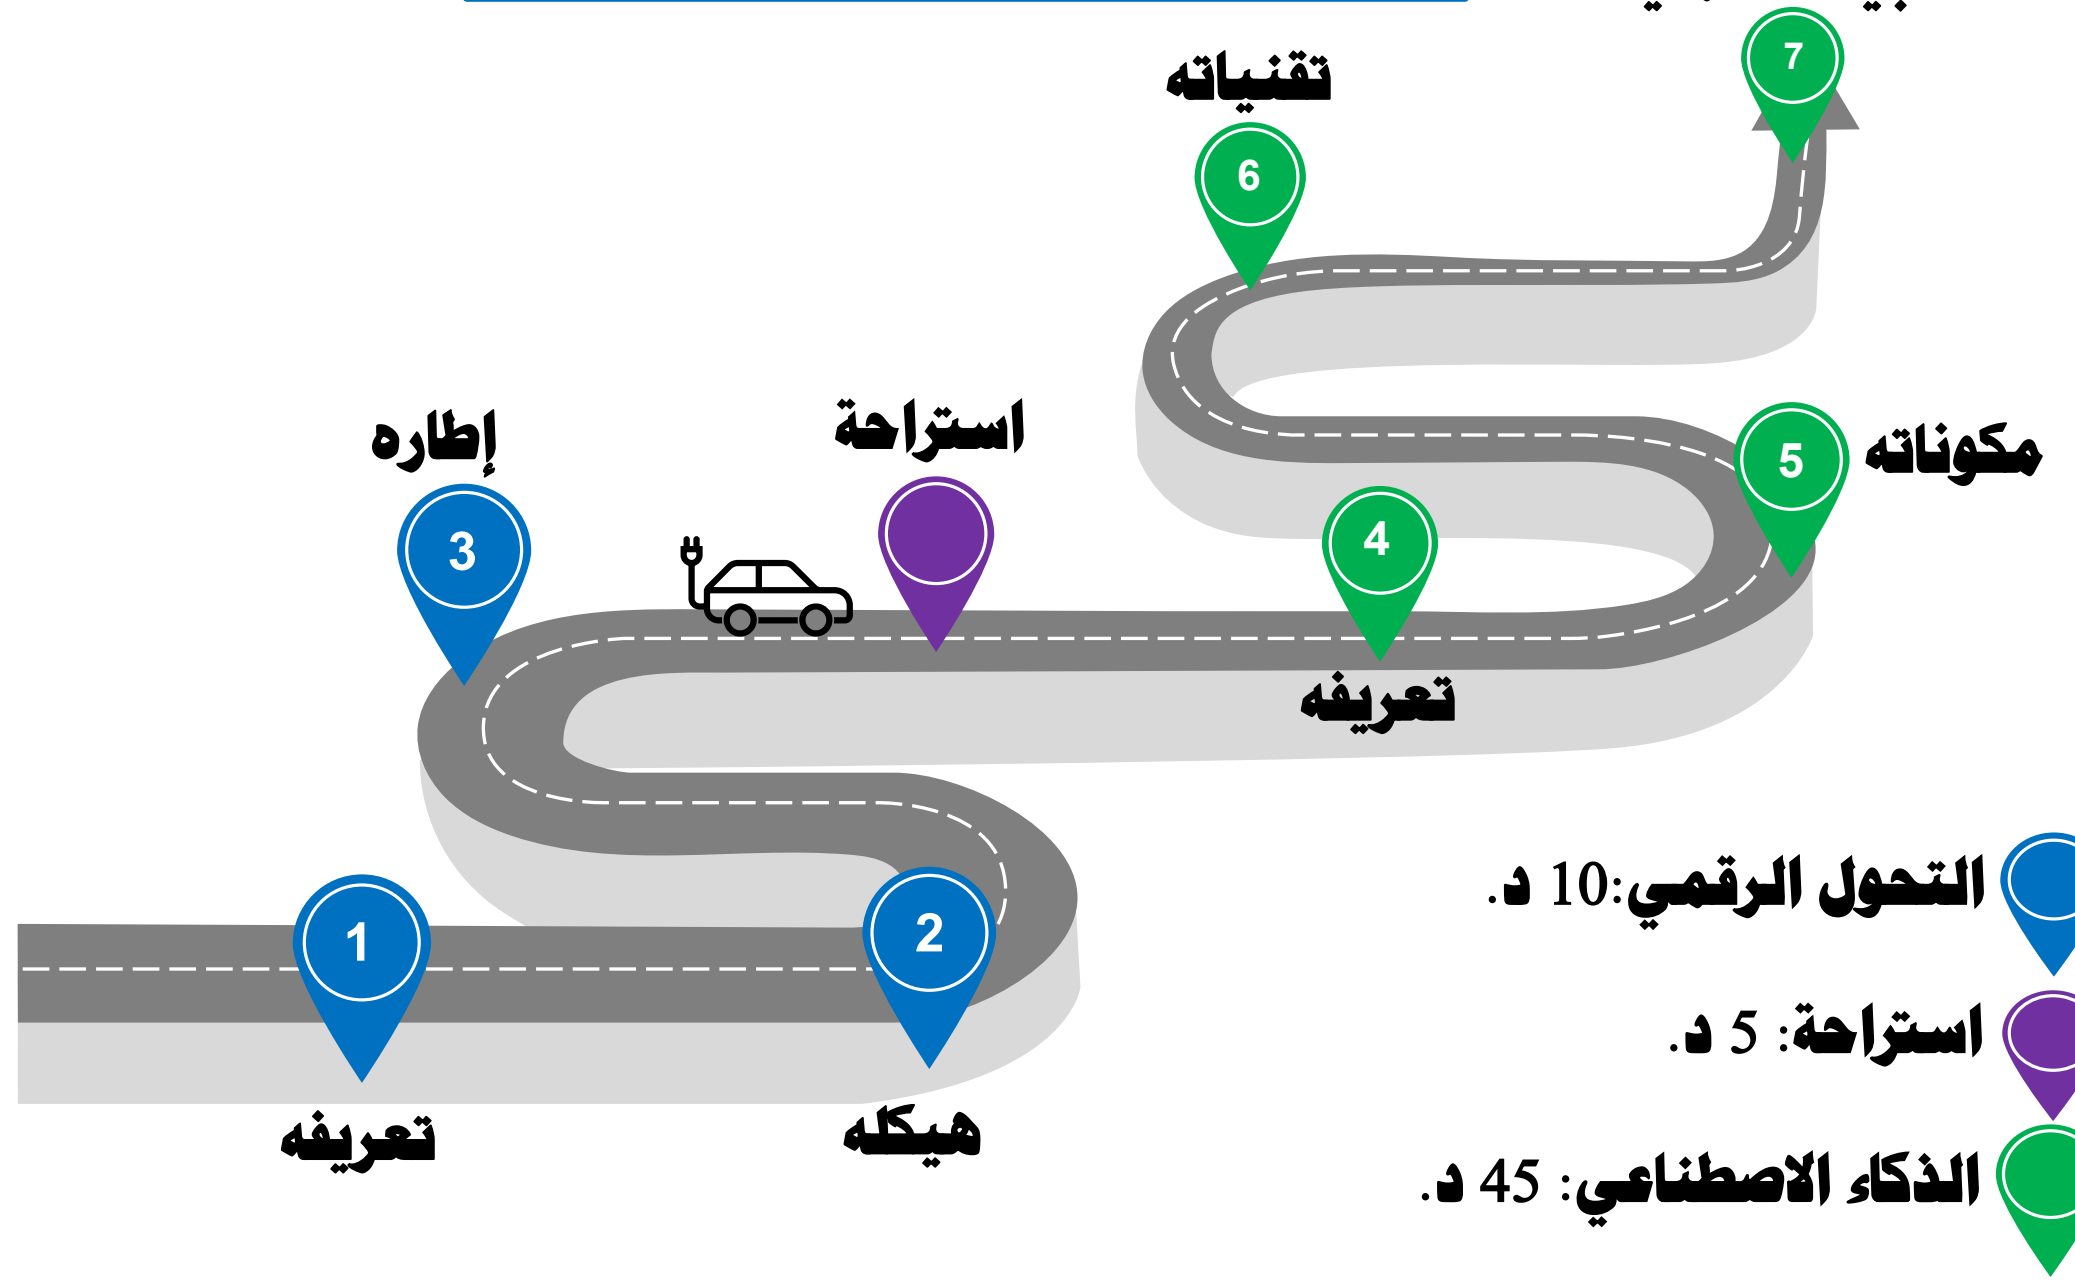 7
تقنياته
6
إطاره
استراحة
مكوناته
5
3
4
تعريفه
التحول الرقمي:10 د.
1
2
استراحة: 5 د.
تعريفه
هيكله
الذكاء الاصطناعي: 45 د.